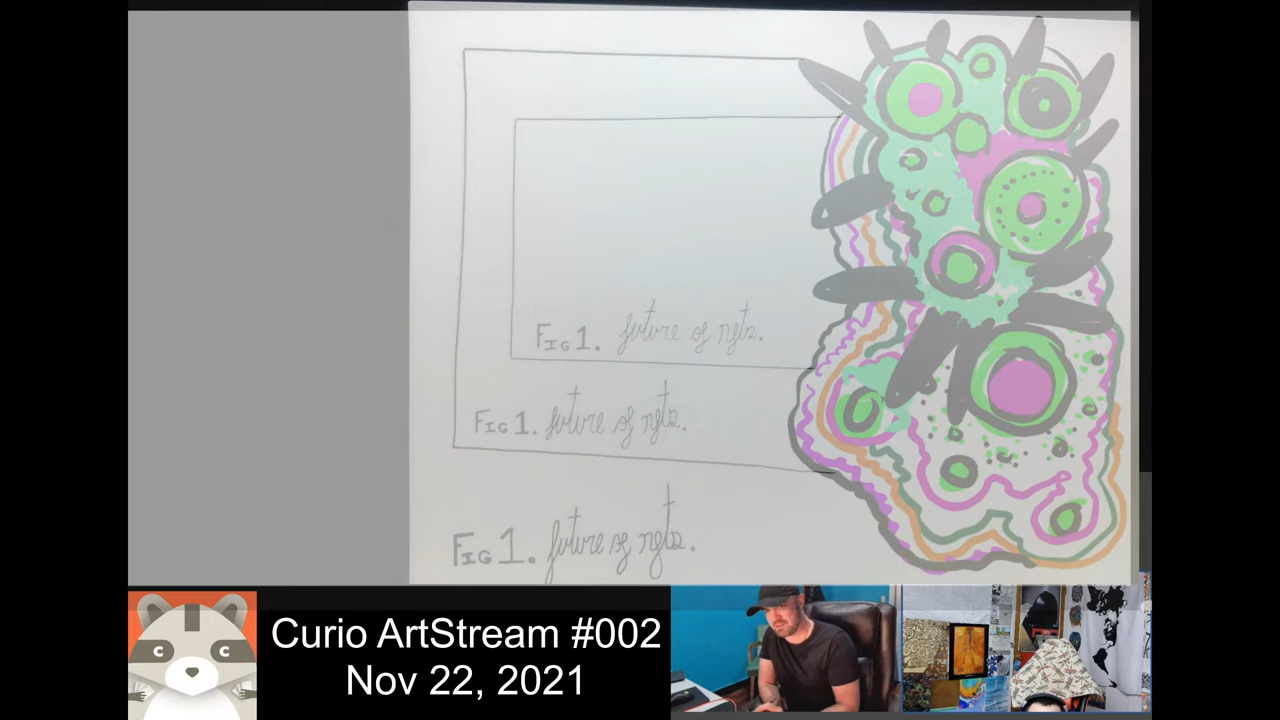 FIG 1. future of nfts.
FIG 1. future of nfts.
FIG 1. future of nfts.
C C
Curio ArtStream #002
Nov 22, 2021